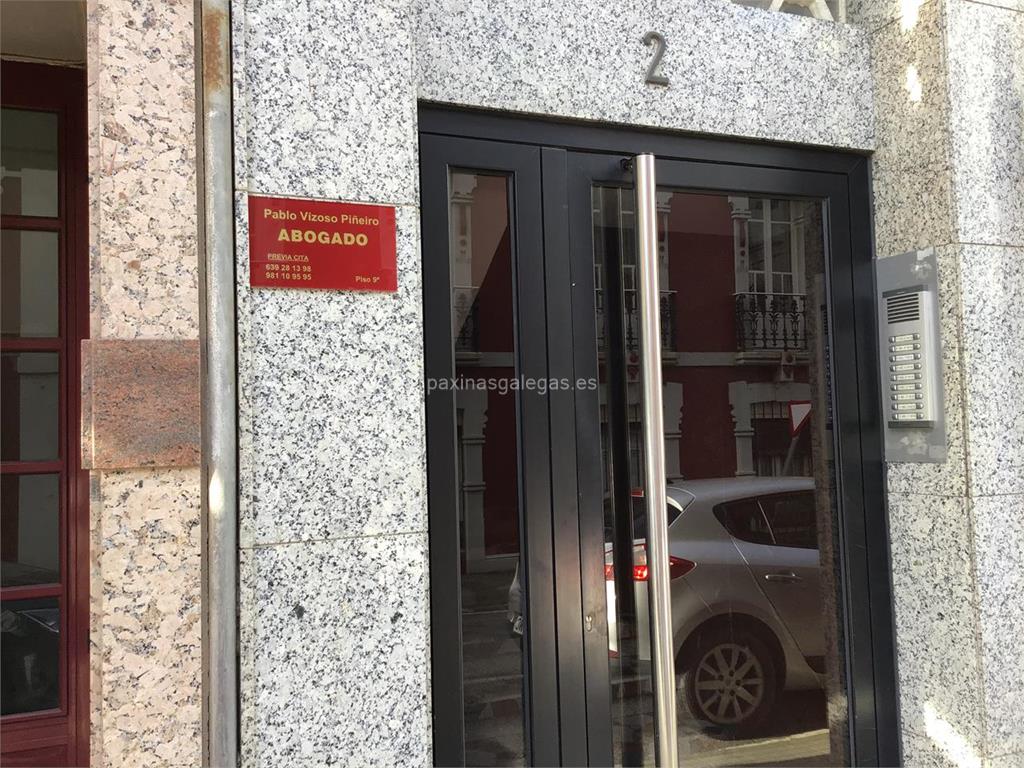 2
Pablo Vizoso Piñeiro
ABOGADO
PREVIA CITA
639 28 13 98
981 10 95 95
Piso 9º
paxinasgalegas.es